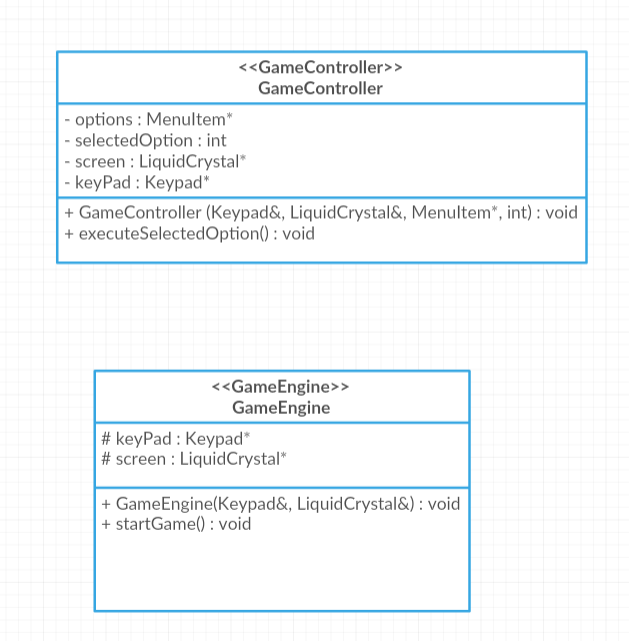 <<GameController>>
GameController
- options : MenuItem*
- selectedOption : int
- screen : LiquidCrystal*
- keyPad : Keypad*
+ GameController (Keypad&, LiquidCrystal&, MenuItem*, int) : void
+ executeSelectedOption() : void
<<GameEngine>>
GameEngine
# keyPad : Keypad*
# screen : LiquidCrystal*
+ GameEngine(Keypad&, LiquidCrystal&) : void
+ startGame() : void